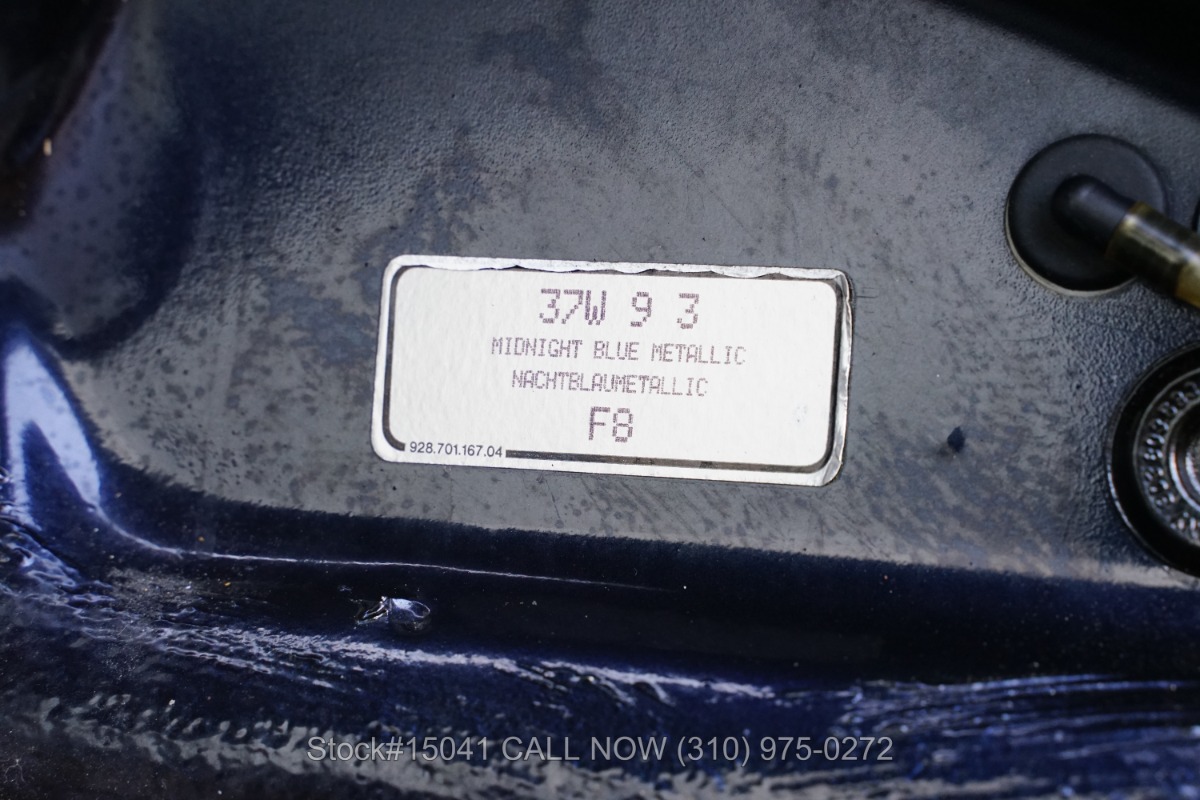 37W 9 3
MIDNIGHT BLUE METALLIC
NACHTBLAUMETALLIC
F8
928.701.167.04
Stock#15041 CALL NOW (310) 975-0272